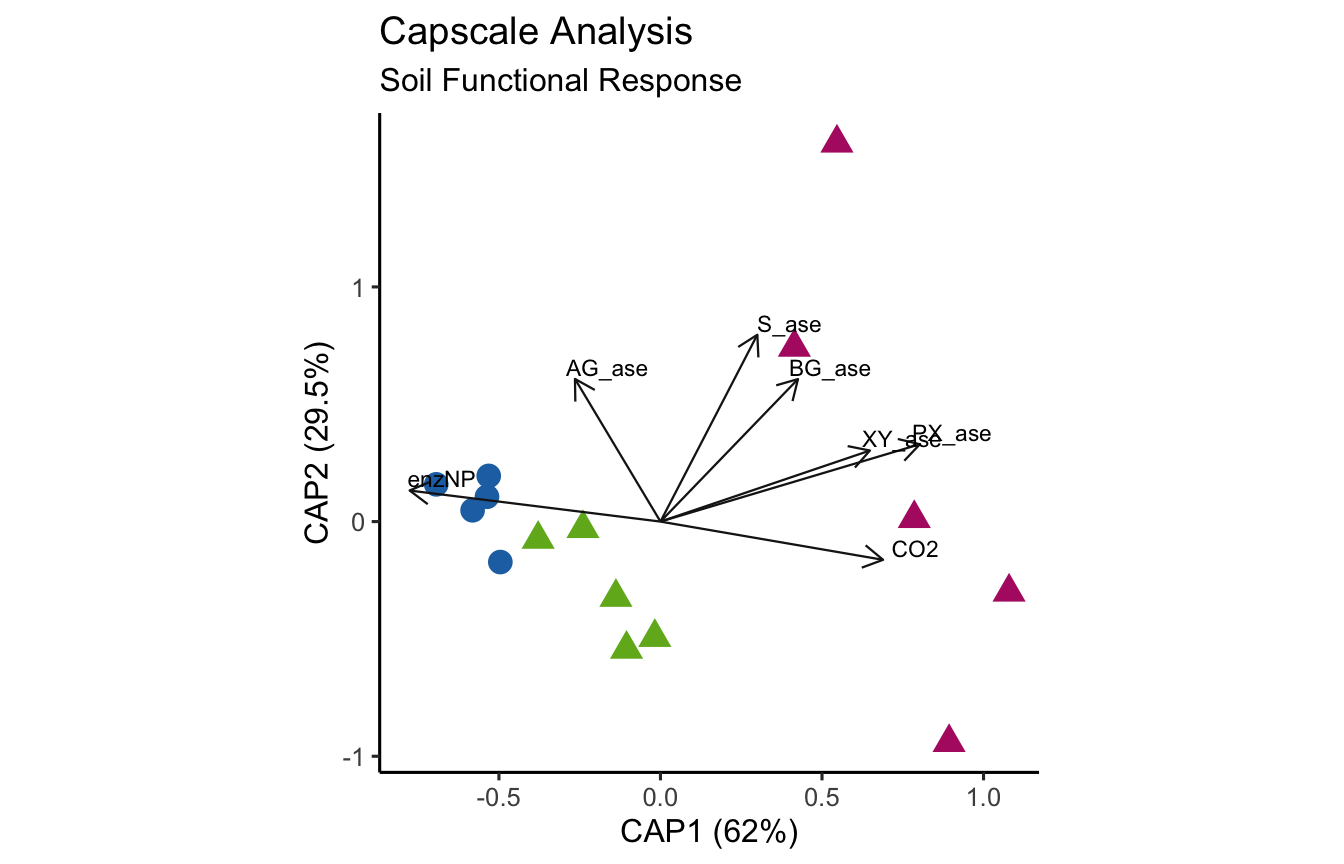 Capscale Analysis
Soil Functional Response
S_ase
AG_ase
BG_ase
XY_ase
PX_ase
enzNP
CO2
1
0
-1
CAP2 (29.5%)
-0.5
0.0
0.5
1.0
CAP1 (62%)